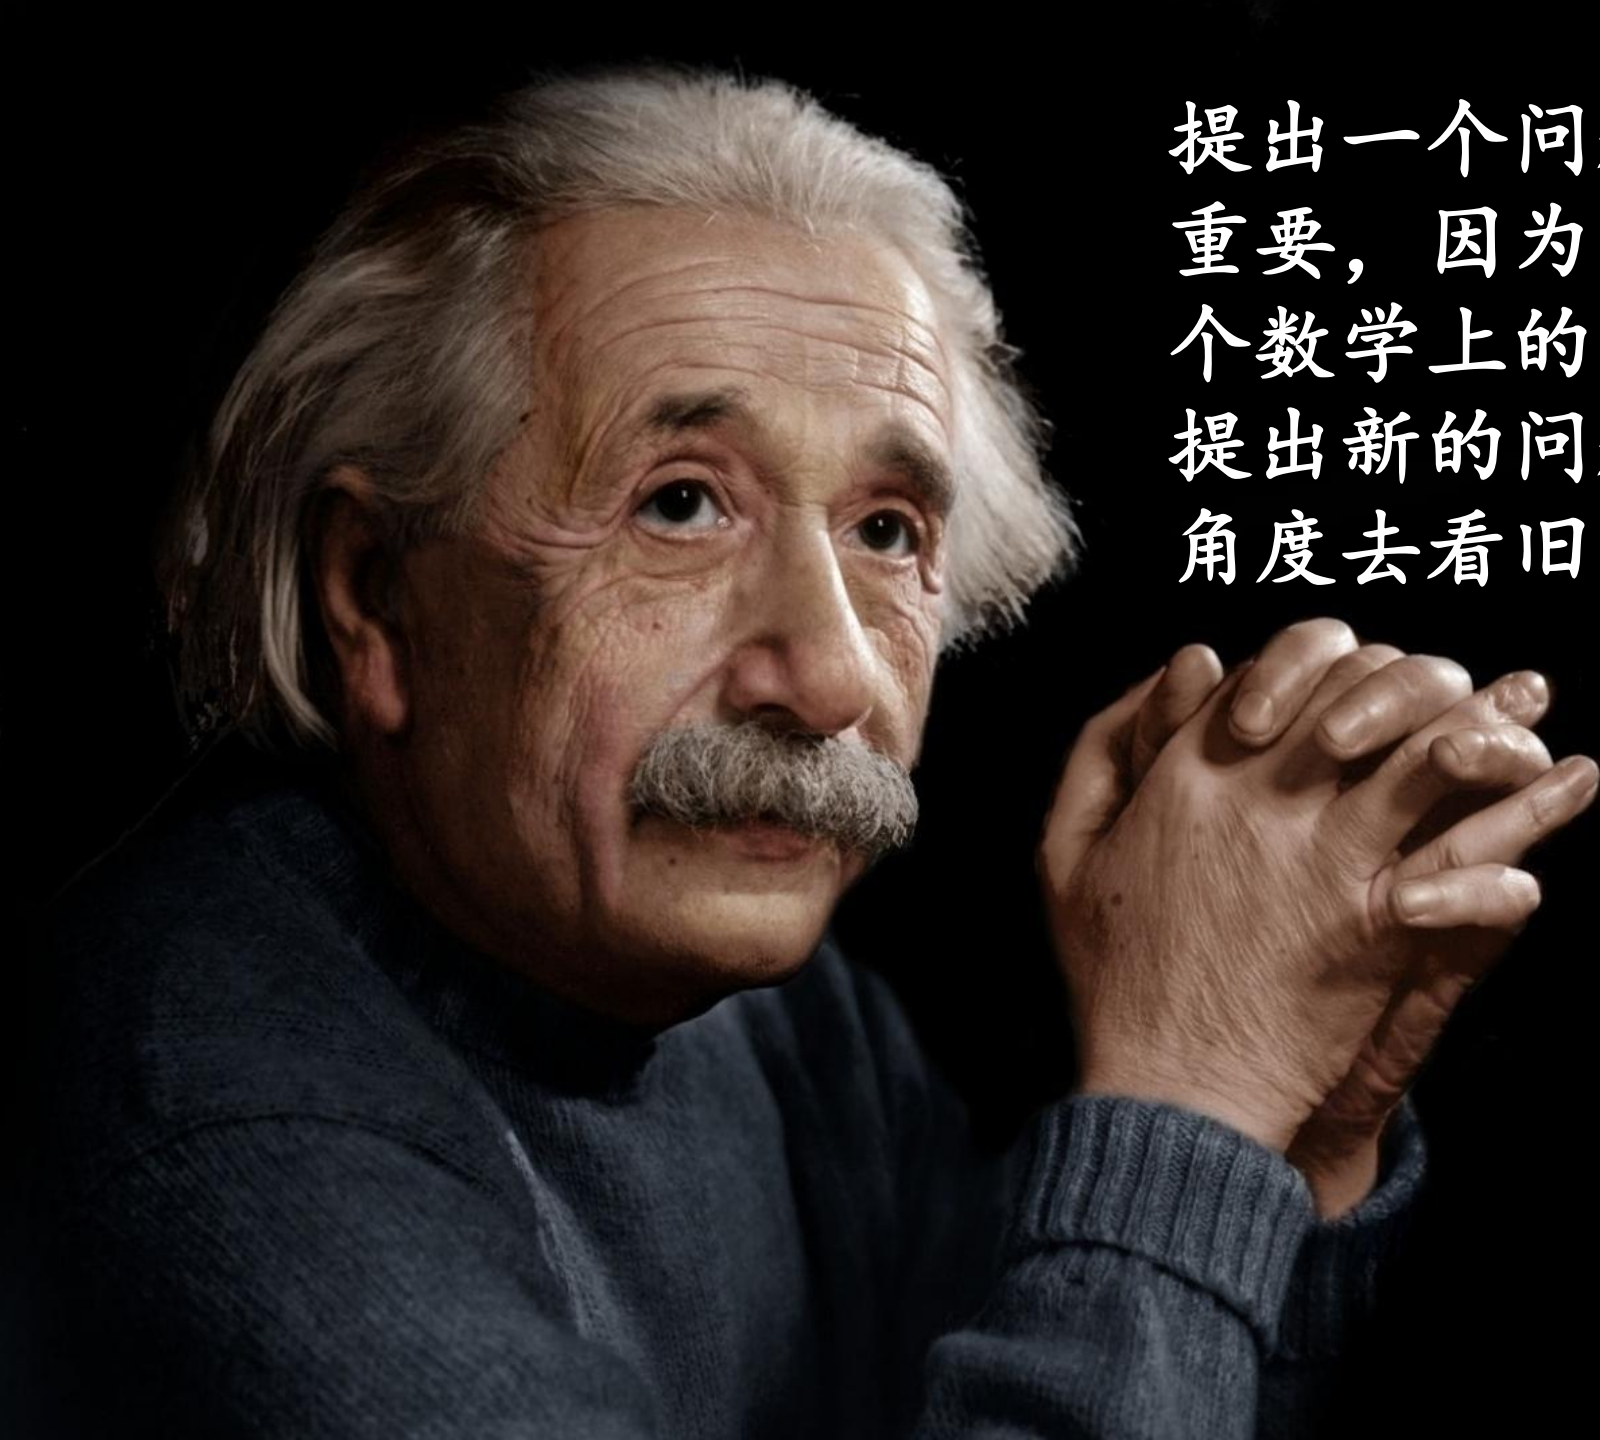 提出一个问
重要，因为
个数学上的
提出新的问
角度去看旧